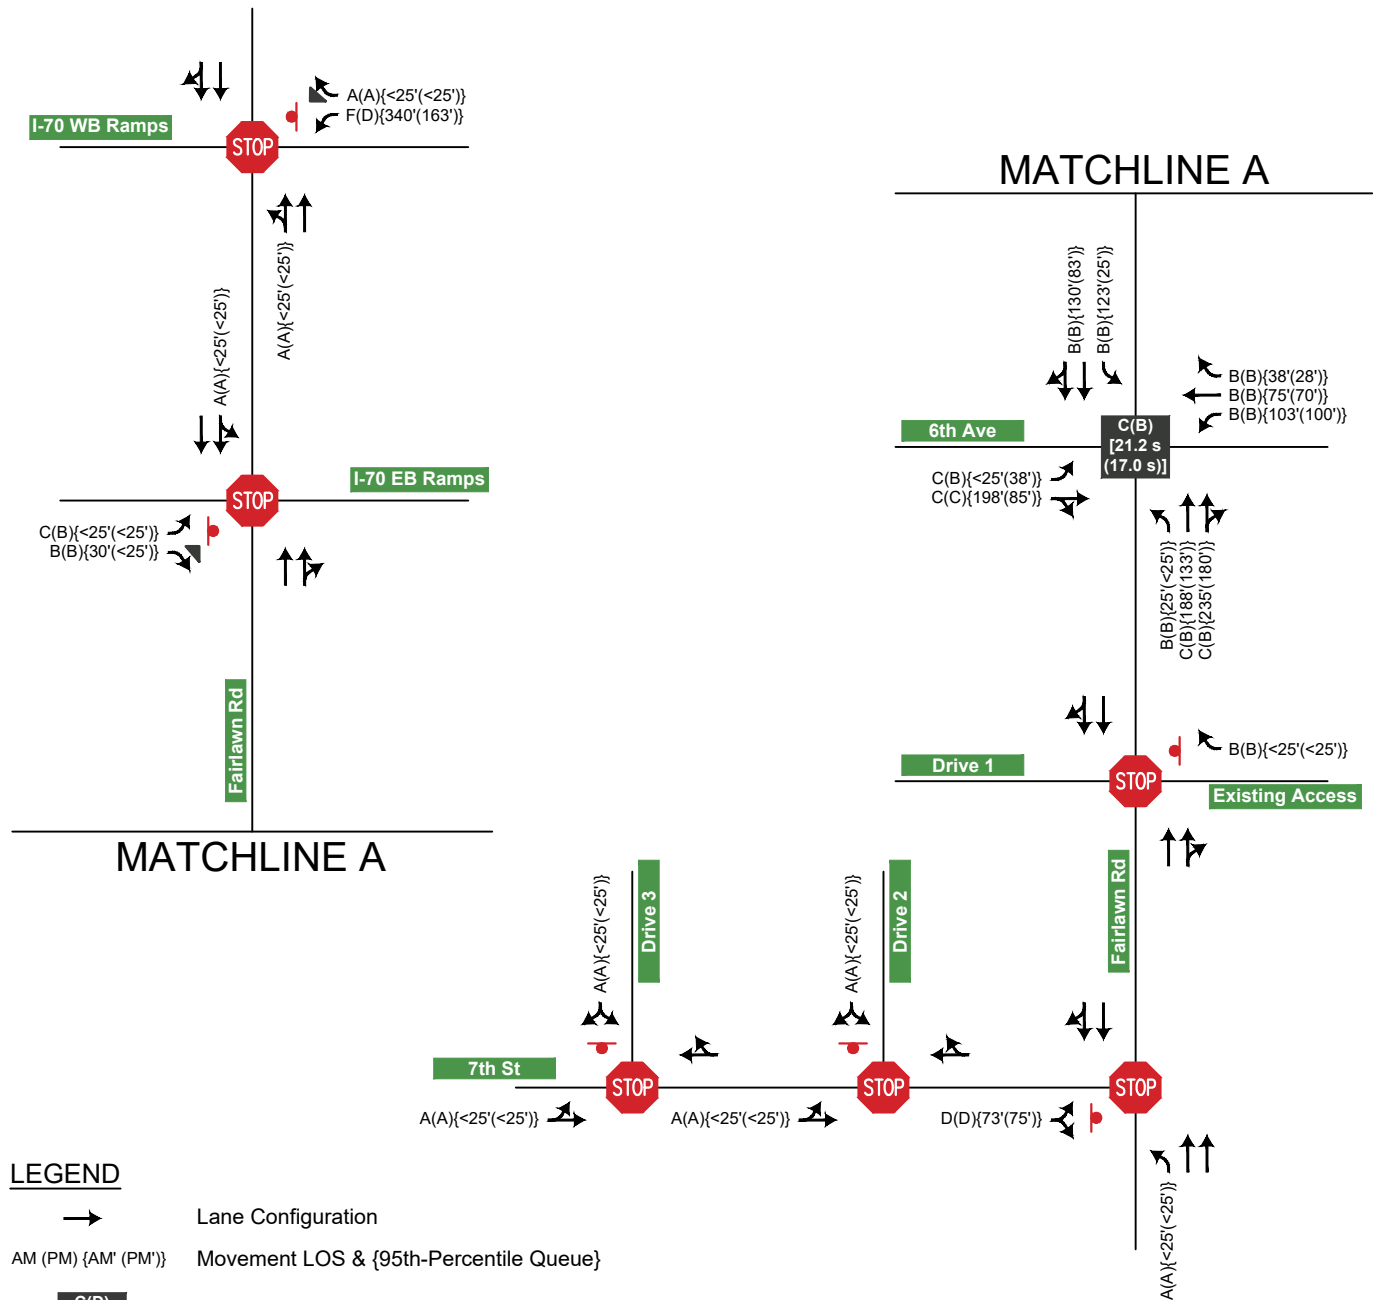 A(A){<25'(<25')}
F(D){340'(163')}
I-70 WB Ramps
STOP
A(A){<25'(<25')}
A(A){<25'(<25')}
I-70 EB Ramps
STOP
C(B){<25'(<25')}
B(B){30'(<25')}
Fairlawn Rd
MATCHLINE A
MATCHLINE A
B(B){130'(83')}
B(B){123'(25')}
B(B){38'(28')}
B(B){75'(70')}
B(B){103'(100')}
6th Ave
C(B)
[21.2 s
(17.0 s)]
C(B){<25'(38')}
C(C){198'(85')}
B(B){25'(<25')}
C(B){188'(133')}
C(B){235'(180')}
B(B){<25'(<25')}
Drive 1
STOP
Existing Access
Fairlawn Rd
A(A){<25'(<25')}
Drive 3
A(A){<25'(<25')}
Drive 2
7th St
STOP
STOP
STOP
A(A){<25'(<25')}
A(A){<25'(<25')}
D(D){73'(75')}
A(A){<25'(<25')}
LEGEND
Lane Configuration
AM (PM) {AM' (PM')}
Movement LOS & {95th-Percentile Queue}